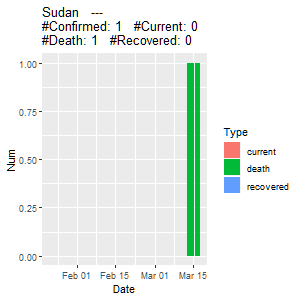 Sudan ---
#Confirmed: 1 #Current: 0
#Death: 1 #Recovered: 0
1.00
0.75
0.50
0.25
0.00
Num
Feb 01 Feb 15 Mar 01 Mar 15
Date
Type
current
death
recovered